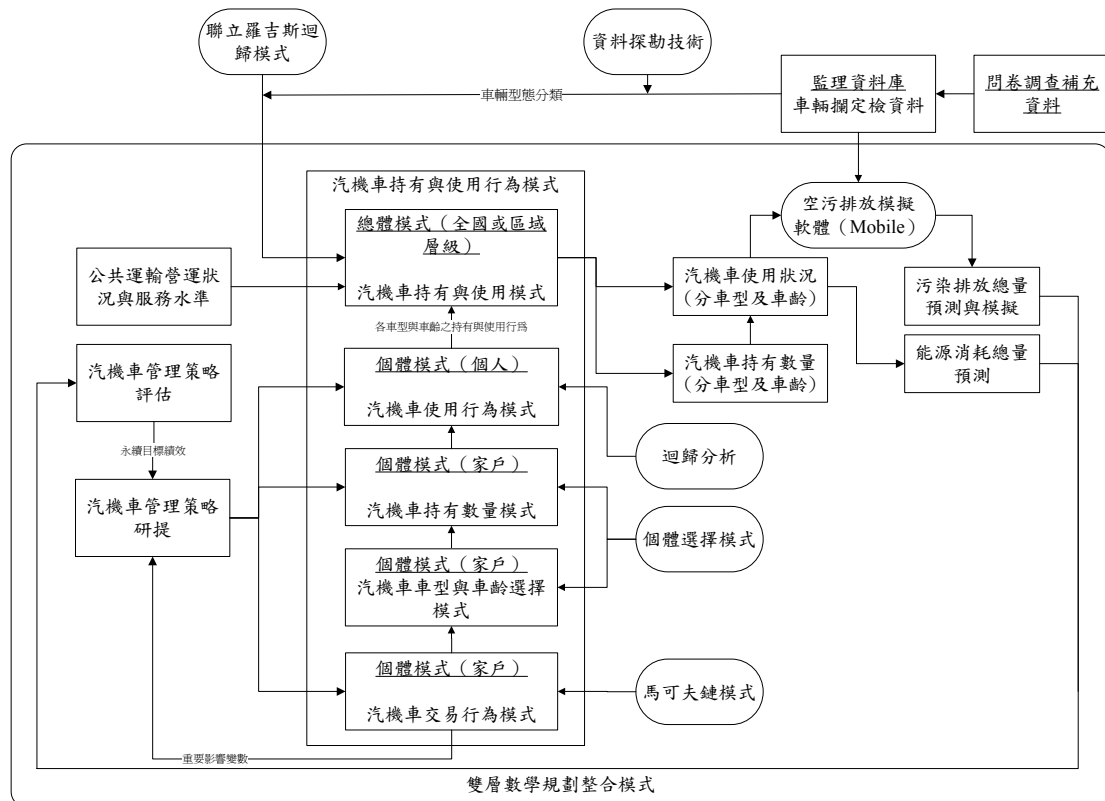 聯立羅吉斯迴
歸模式
資料探勘技術
監理資料庫
車輛攔定檢資料
問卷調查補充
資料
車輛型態分類
汽機車持有與使用行為模式
總體模式（全國或區域
層級）
汽機車持有與使用模式
公共運輸營運狀
況與服務水準
空污排放模擬
軟體（Mobile）
汽機車使用狀況
（分車型及車齡）
污染排放總量
預測與模擬
各車型與車齡之持有與使用行為
汽機車管理策略
評估
個體模式（個人）
汽機車使用行為模式
汽機車持有數量
（分車型及車齡）
能源消耗總量
預測
永續目標績效
迴歸分析
汽機車管理策略
研提
個體模式（家戶）
汽機車持有數量模式
個體選擇模式
個體模式（家戶）
汽機車車型與車齡選擇
模式
個體模式（家戶）
汽機車交易行為模式
馬可夫鏈模式
重要影響變數
雙層數學規劃整合模式